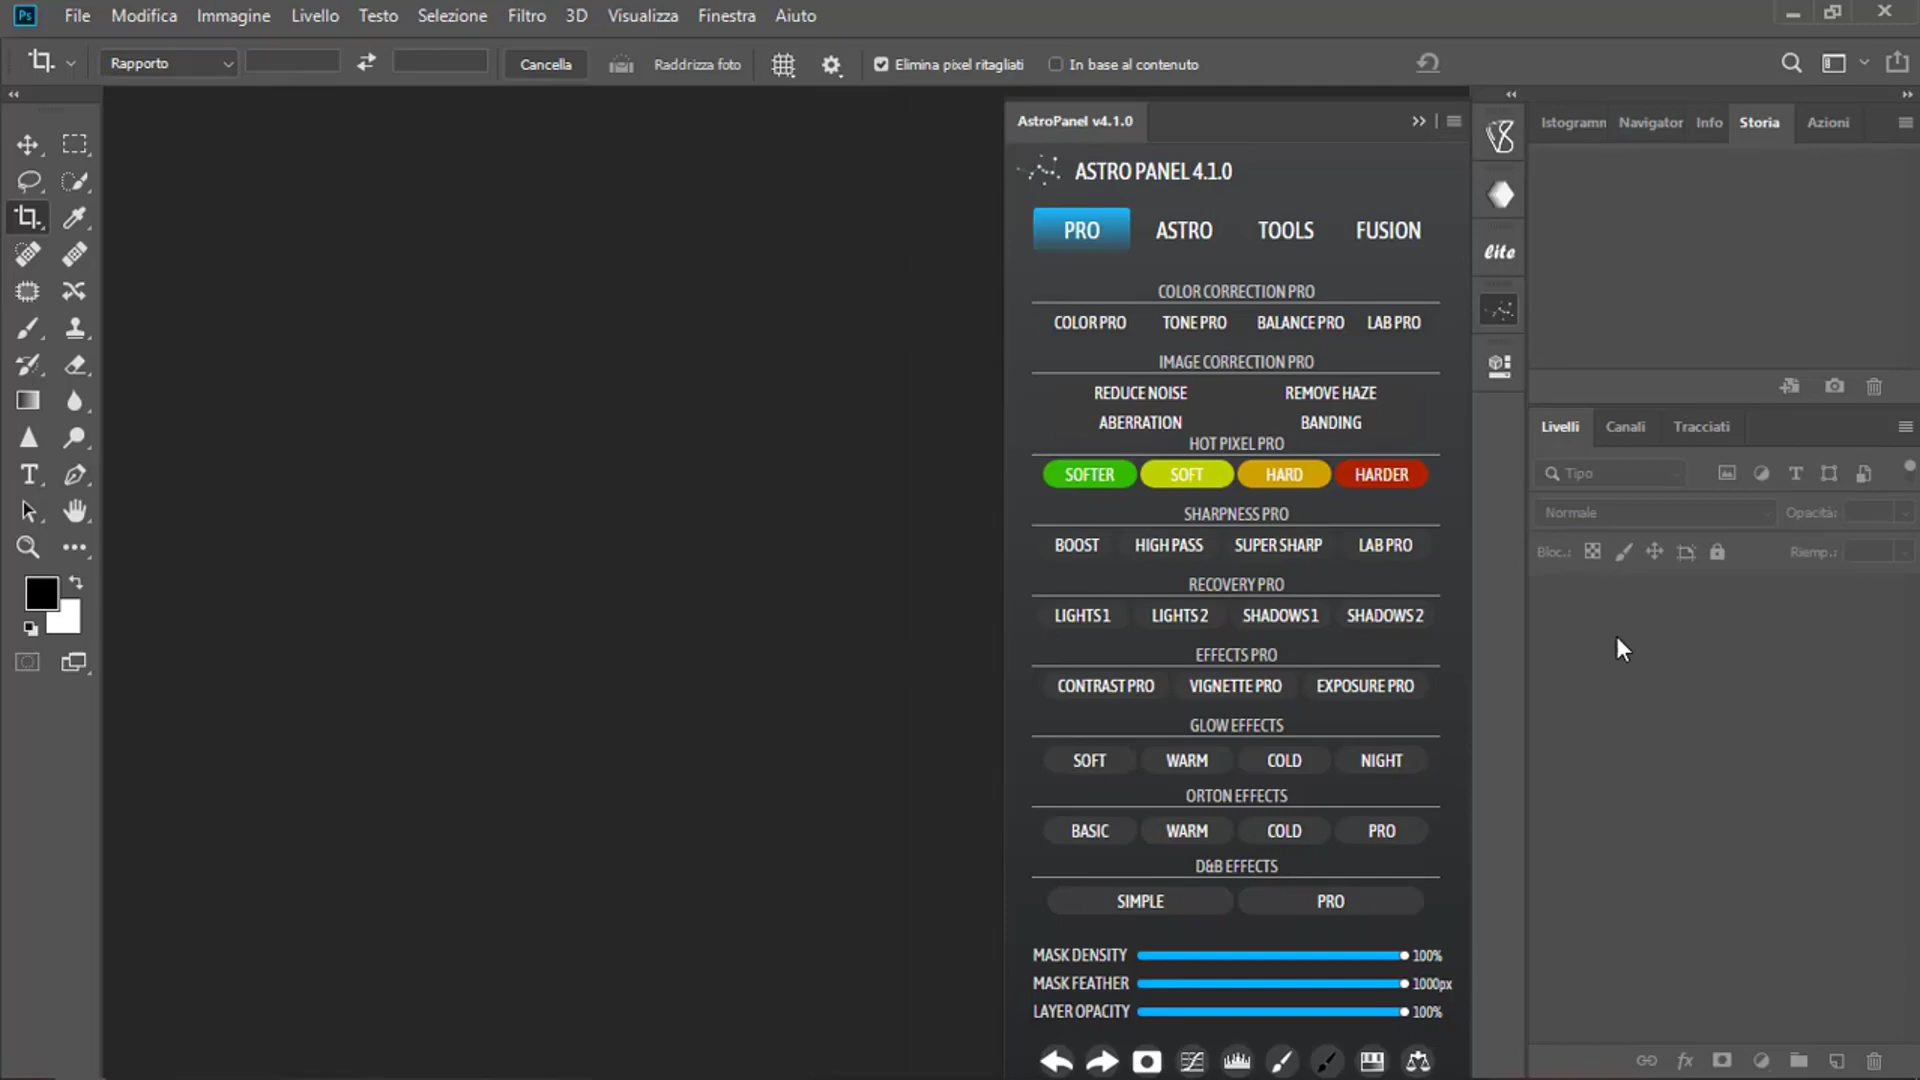 Ps File Modifica Immagine Livello Testo Selezione Filtro 3D Visualizza Finestra Aiuto
Rapporto Cancella Raddrizza foto Elimina pixel ritagliati In base al contenuto
AstroPanel v4.1.0
Istogramm Navigator Info Storia Azioni
ASTRO PANEL 4.1.0
PRO ASTRO TOOLS FUSION
lite
COLOR CORRECTION PRO
COLOR PRO TONE PRO BALANCE PRO LAB PRO
IMAGE CORRECTION PRO
REDUCE NOISE REMOVE HAZE
ABERRATION BANDING
HOT PIXEL PRO
SOFTER SOFT HARD HARDER
SHARPNESS PRO
BOOST HIGH PASS SUPER SHARP LAB PRO
RECOVERY PRO
LIGHTS 1 LIGHTS 2 SHADOWS 1 SHADOWS 2
EFFECTS PRO
CONTRAST PRO VIGNETTE PRO EXPOSURE PRO
GLOW EFFECTS
SOFT WARM COLD NIGHT
ORTON EFFECTS
BASIC WARM COLD PRO
D&B EFFECTS
SIMPLE PRO
MASK DENSITY 100%
MASK FEATHER 1000px
LAYER OPACITY 100%
Livelli Canali Tracciati
Tipo
Normale Opacità:
Bloc.: Riemp.: